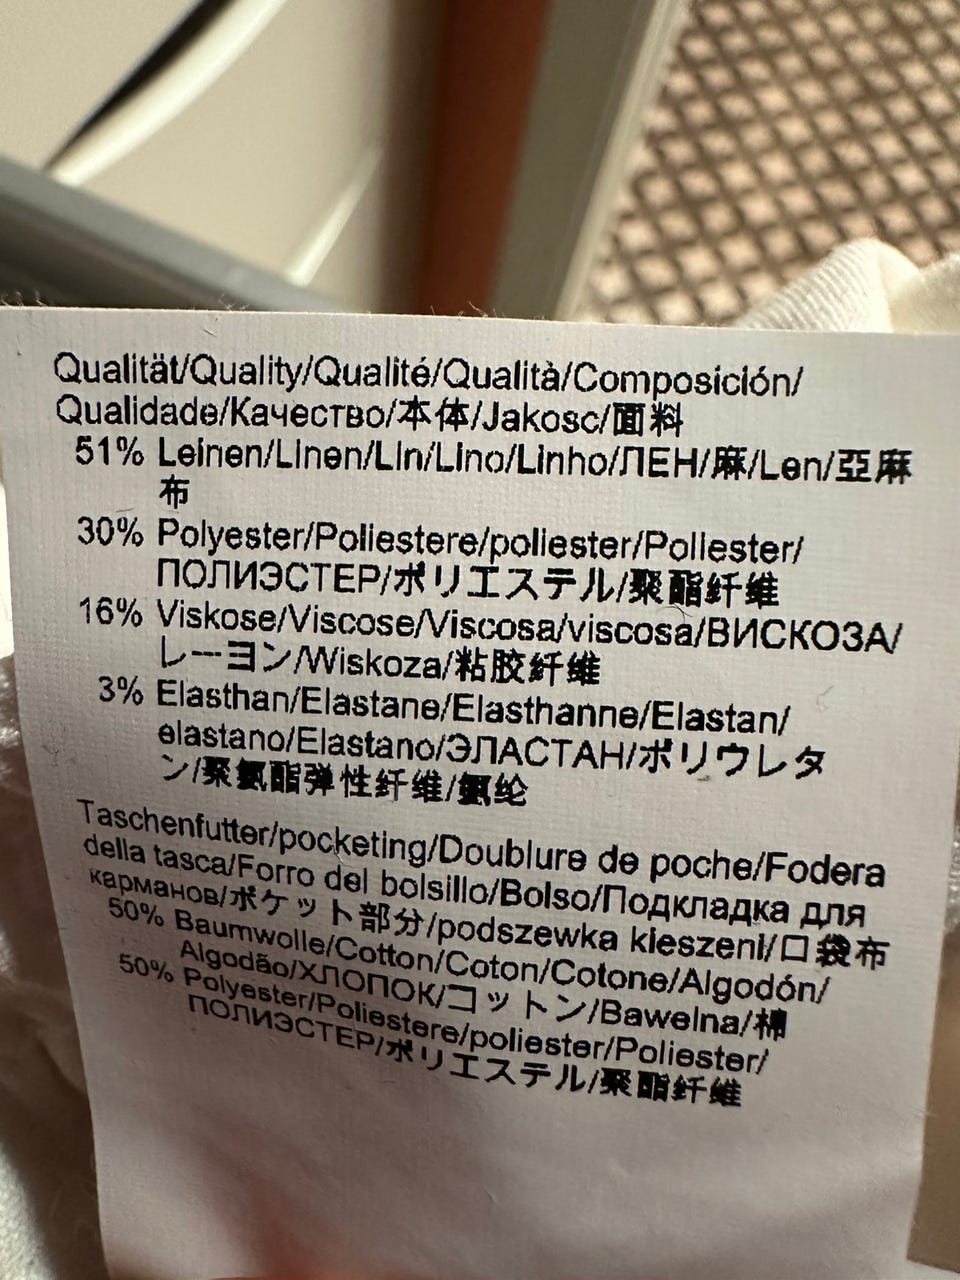 Qualität/Quality/Qualité/Qualità/Composición/
Qualidade/Качество/本体/Jakosc/面料
51% Leinen/Linen/Lin/Lino/Linho/ЛЕН/麻/Len/亞麻
布
30% Polyester/Poliestere/poliester/Poliester/
ПОЛИЭСТЕР/ポリエステル/聚酯纤维
16% Viskose/Viscose/Viscosa/viscosa/ВИСКОЗА/
レーヨン/Wiskoza/粘胶纤维
3% Elasthan/Elastane/Elasthanne/Elastan/
elastano/Elastano/ЭЛАСТАН/ポリウレタ
ン/聚氨酯弹性纤维/氨纶
Taschenfutter/pocketing/Doublure de poche/Fodera
della tasca/Forro del bolsillo/Bolso/Подкладка для
карманов/ポケット部分/podszewka kieszeni/口袋布
50% Baumwolle/Cotton/Coton/Cotone/Algodón/
Algodão/ХЛОПОК/コットン/Bawelna/棉
50% Polyester/Poliestere/poliester/Poliester/
ПОЛИЭСТЕР/ポリエステル/聚酯纤维